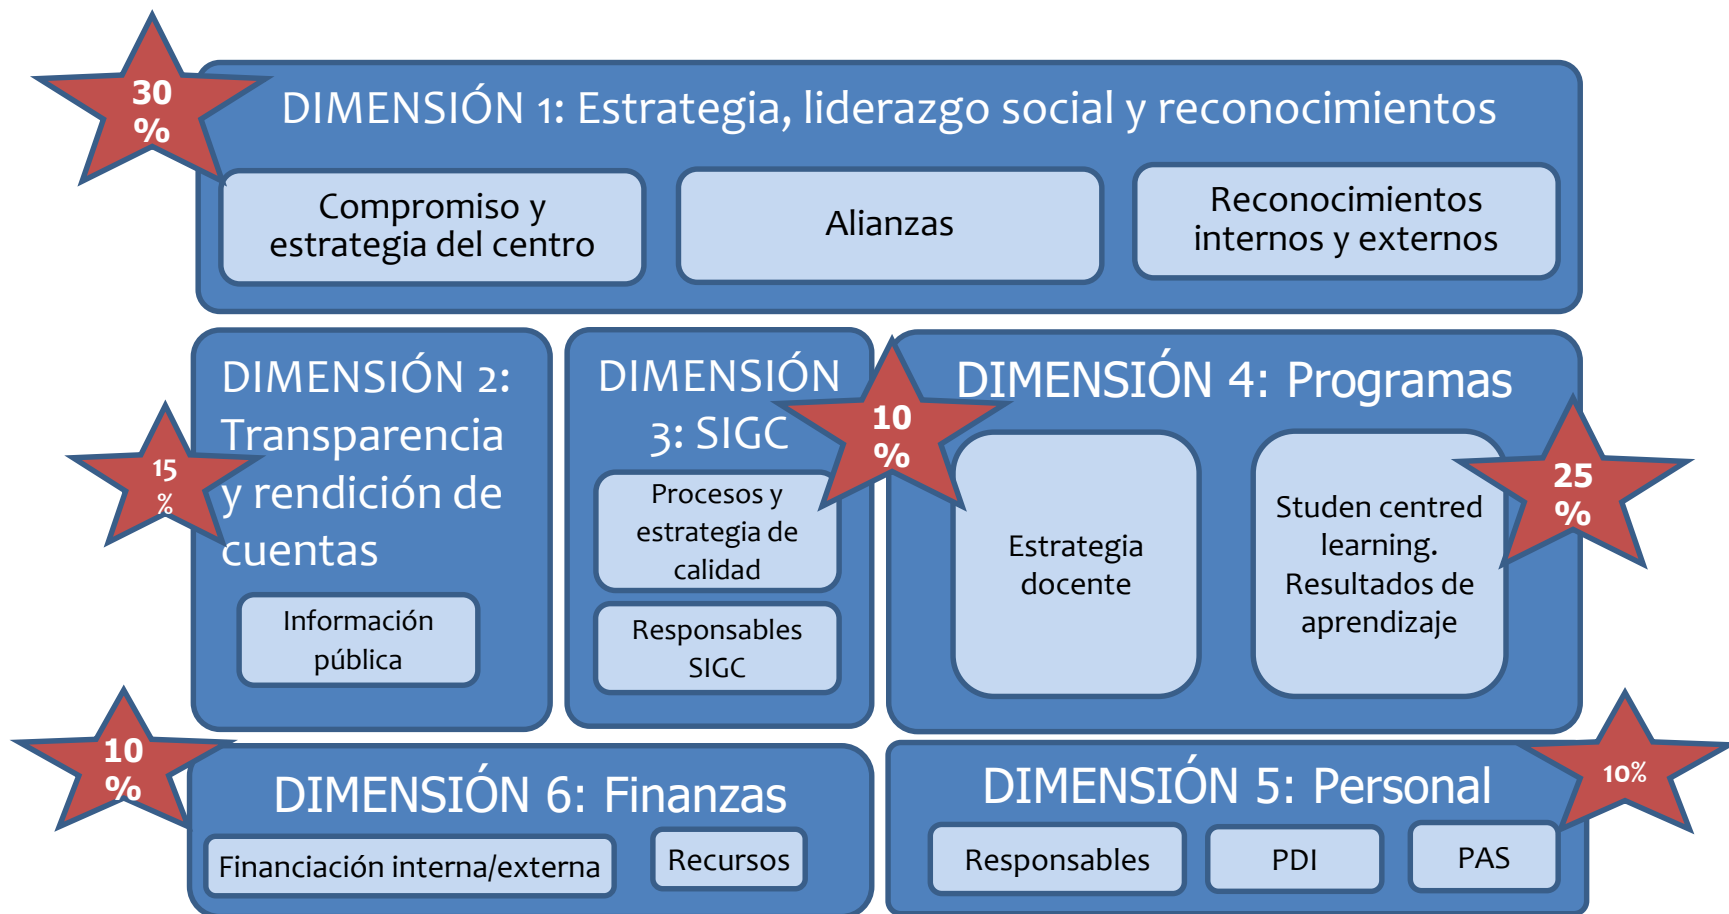 30
%
DIMENSIÓN 1: Estrategia, liderazgo social y reconocimientos
Compromiso y
estrategia del centro
Alianzas
Reconocimientos
internos y externos
DIMENSIÓN 2:
Transparencia
y rendición de
cuentas
15
%
Información
pública
DIMENSIÓN
3: SIGC
10
%
Procesos y
estrategia de
calidad
Responsables
SIGC
DIMENSIÓN 4: Programas
25
%
Estrategia
docente
Studen centred
learning.
Resultados de
aprendizaje
10
%
DIMENSIÓN 6: Finanzas
Financiación interna/externa
Recursos
DIMENSIÓN 5: Personal
10%
Responsables
PDI
PAS